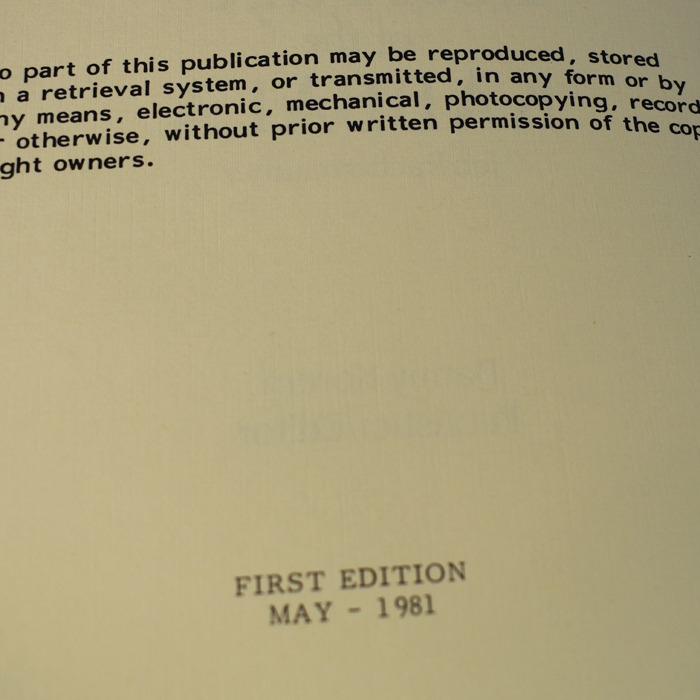 o part of this publication may be reproduced, stored
a retrieval system, or transmitted, in any form or by
ny means, electronic, mechanical, photocopying, record
otherwise, without prior written permission of the cop
ght owners.
FIRST EDITION
MAY - 1981